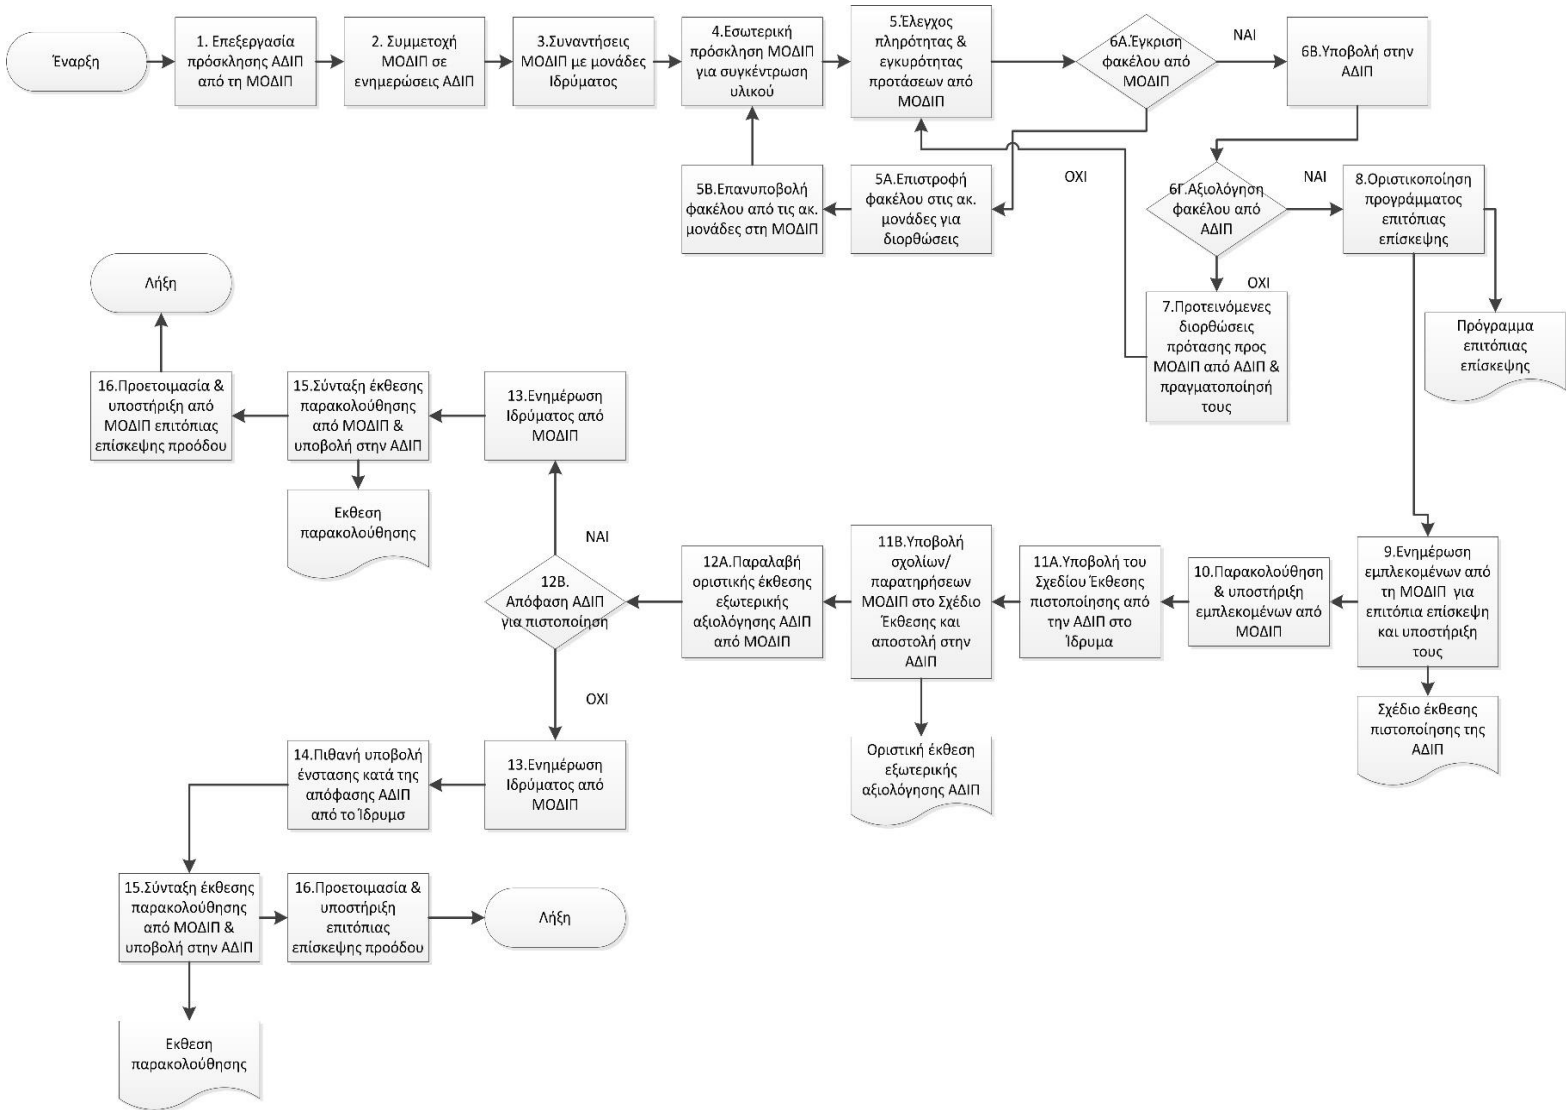 Έναρξη
1. Επεξεργασία
πρόσκλησης ΑΔΙΠ
από τη ΜΟΔΙΠ
2. Συμμετοχή
ΜΟΔΙΠ σε
ενημερώσεις ΑΔΙΠ
3.Συναντήσεις
ΜΟΔΙΠ με μονάδες
Ιδρύματος
4.Εσωτερική
πρόσκληση ΜΟΔΙΠ
για συγκέντρωση
υλικού
5.Έλεγχος
πληρότητας &
εγκυρότητας
προτάσεων από
ΜΟΔΙΠ
6Α.Έγκριση
φακέλου από
ΜΟΔΙΠ
ΝΑΙ
6Β.Υποβολή στην
ΑΔΙΠ
5Β.Επανυποβολή
φακέλου από τις ακ.
μονάδες στη ΜΟΔΙΠ
5Α.Επιστροφή
φακέλου στις ακ.
μονάδες για
διορθώσεις
ΟΧΙ
6Γ.Αξιολόγηση
φακέλου από
ΑΔΙΠ
ΝΑΙ
8.Οριστικοποίηση
προγράμματος
επιτόπιας
επίσκεψης
ΟΧΙ
7.Προτεινόμενες
διορθώσεις
πρότασης προς
ΜΟΔΙΠ από ΑΔΙΠ &
πραγματοποίησή
τους
Πρόγραμμα
επιτόπιας
επίσκεψης
Λήξη
16.Προετοιμασία &
υποστήριξη από
ΜΟΔΙΠ επιτόπιας
επίσκεψης προόδου
15.Σύνταξη έκθεσης
παρακολούθησης
από ΜΟΔΙΠ &
υποβολή στην ΑΔΙΠ
13.Ενημέρωση
Ιδρύματος από
ΜΟΔΙΠ
Εκθεση
παρακολούθησης
ΝΑΙ
12Β.
Απόφαση ΑΔΙΠ
για πιστοποίηση
12Α.Παραλαβή
οριστικής έκθεσης
εξωτερικής
αξιολόγησης ΑΔΙΠ
από ΜΟΔΙΠ
11Β.Υποβολή
σχολίων/
παρατηρήσεων
ΜΟΔΙΠ στο Σχέδιο
Έκθεσης και
αποστολή στην
ΑΔΙΠ
11Α.Υποβολή του
Σχεδίου Έκθεσης
πιστοποίησης από
την ΑΔΙΠ στο
Ίδρυμα
10.Παρακολούθηση
& υποστήριξη
εμπλεκομένων από
ΜΟΔΙΠ
9.Ενημέρωση
εμπλεκομένων από
τη ΜΟΔΙΠ για
επιτόπια επίσκεψη
και υποστήριξη
τους
ΟΧΙ
Οριστική έκθεση
εξωτερικής
αξιολόγησης ΑΔΙΠ
Σχέδιο έκθεσης
πιστοποίησης της
ΑΔΙΠ
14.Πιθανή υποβολή
ένστασης κατά της
απόφασης ΑΔΙΠ
από το Ίδρυμσ
13.Ενημέρωση
Ιδρύματος από
ΜΟΔΙΠ
15.Σύνταξη έκθεσης
παρακολούθησης
από ΜΟΔΙΠ &
υποβολή στην ΑΔΙΠ
16.Προετοιμασία &
υποστήριξη
επιτόπιας
επίσκεψης προόδου
Λήξη
Εκθεση
παρακολούθησης